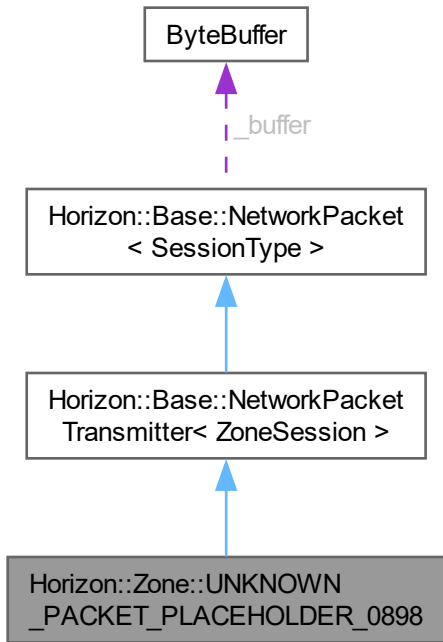 ByteBuffer
_buffer
Horizon::Base::NetworkPacket
< SessionType >
Horizon::Base::NetworkPacket
Transmitter< ZoneSession >
Horizon::Zone::UNKNOWN
_PACKET_PLACEHOLDER_0898